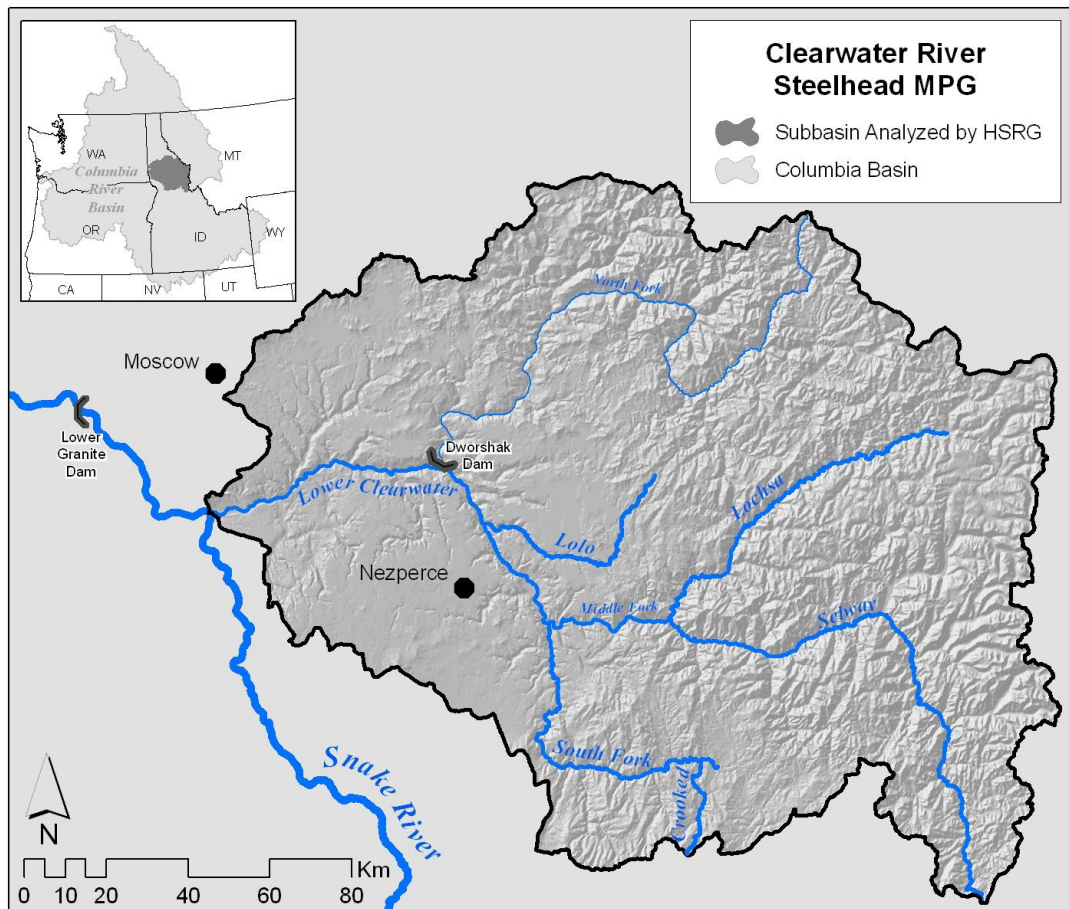 Clearwater River
Steelhead MPG
Subbasin Analyzed by HSRG
Columbia Basin
WA
MT
Columbia
River
Basin
OR
ID
WY
CA
NV
UT
North Fork
Moscow
Lower
Granite
Dam
Dworshak
Dam
Lower Clearwater
Lochsa
Lolo
Nezperce
Middle Fork
Selway
South Fork
Crooked
Snake River
N
Km
0 10 20 40 60 80